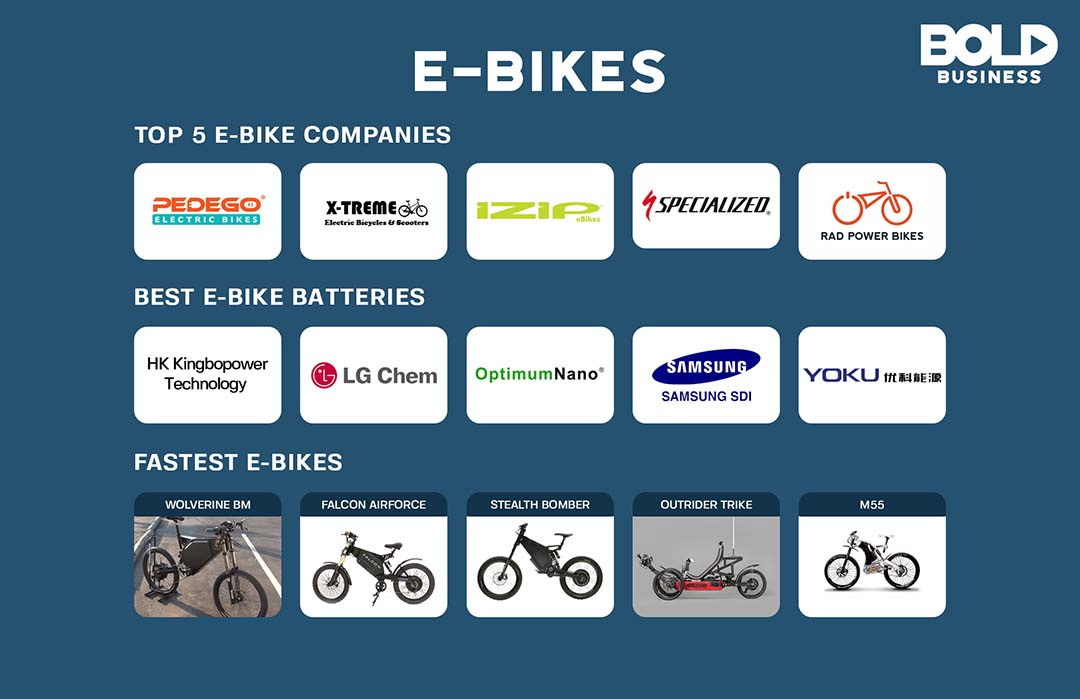 BOLD
BUSINESS
E-BIKES
TOP 5 E-BIKE COMPANIES
PEDEGO®
ELECTRIC BIKES
X-TREME
Electric Bicycles & Scooters
iZiP®
eBikes
SPECIALIZED®
RAD POWER BIKES
BEST E-BIKE BATTERIES
HK Kingbopower
Technology
LG LG Chem
OptimumNano®
SAMSUNG
SAMSUNG SDI
YOKU 优科能源
FASTEST E-BIKES
WOLVERINE BM
FALCON AIRFORCE
STEALTH BOMBER
OUTRIDER TRIKE
M55
FALCON